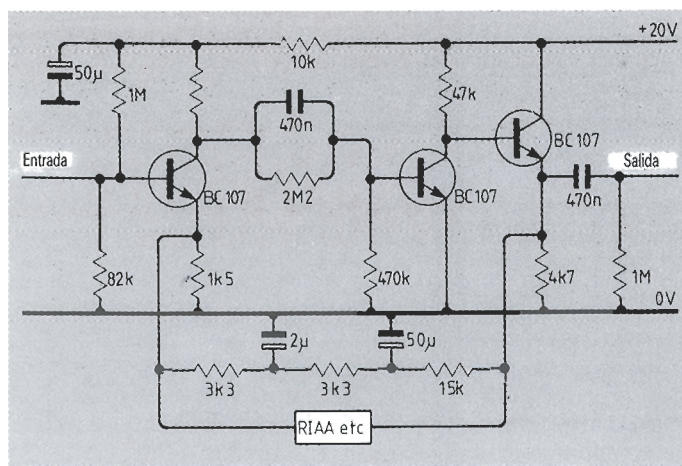 +20V
10k
50µ
1M
47k
470n
BC107
Entrada
Salida
BC107
2M2
BC107
470n
82k
1k5
470k
4k7
1M
0V
2µ
50µ
3k3
3k3
15k
RIAA etc